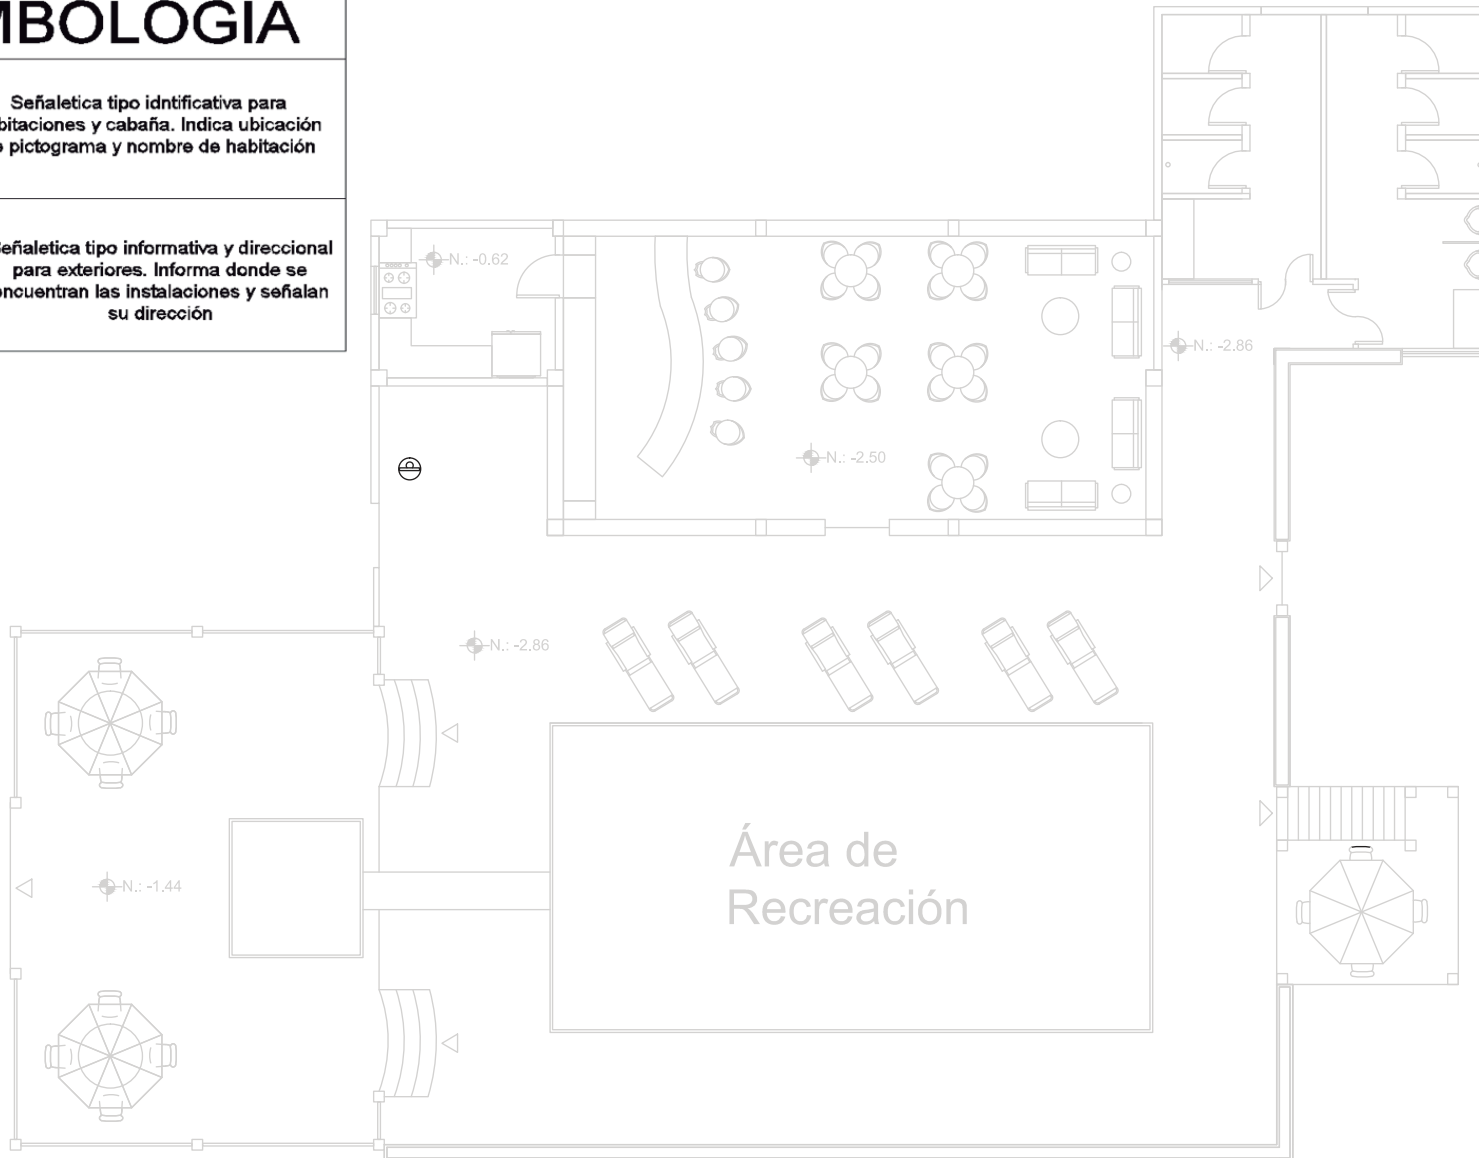 MBOLOGIA
Señaletica tipo idntificativa para
bitaciones y cabaña. Indica ubicación
e pictograma y nombre de habitación
Señaletica tipo informativa y direccional
para exteriores. Informa donde se
encuentran las instalaciones y señalan
su dirección
N.: -0.62
N.: -2.86
N.: -2.50
N.: -2.86
Área de
Recreación
N.: -1.44